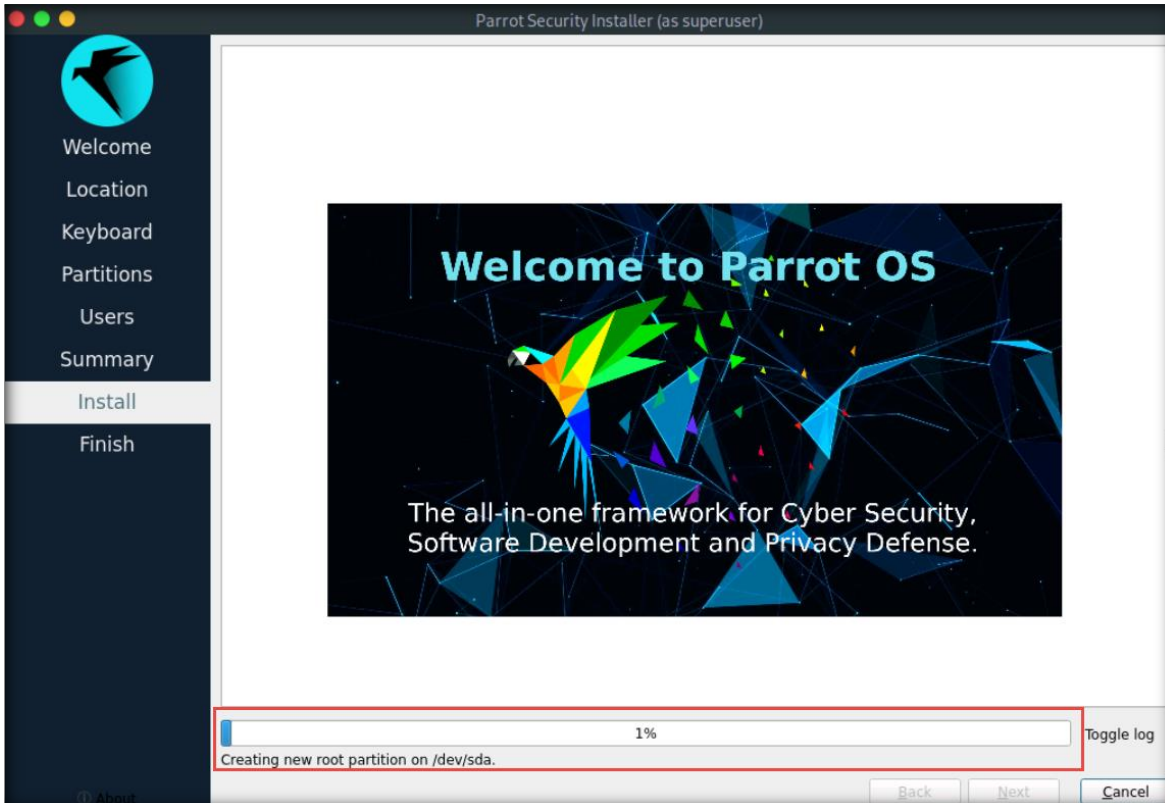 Parrot Security Installer (as superuser)
Welcome
Location
Keyboard
Partitions
Users
Summary
Install
Finish
About
Welcome to Parrot OS
The all-in-one framework for Cyber Security,
Software Development and Privacy Defense.
1%
Toggle log
Creating new root partition on /dev/sda.
Back
Next
Cancel